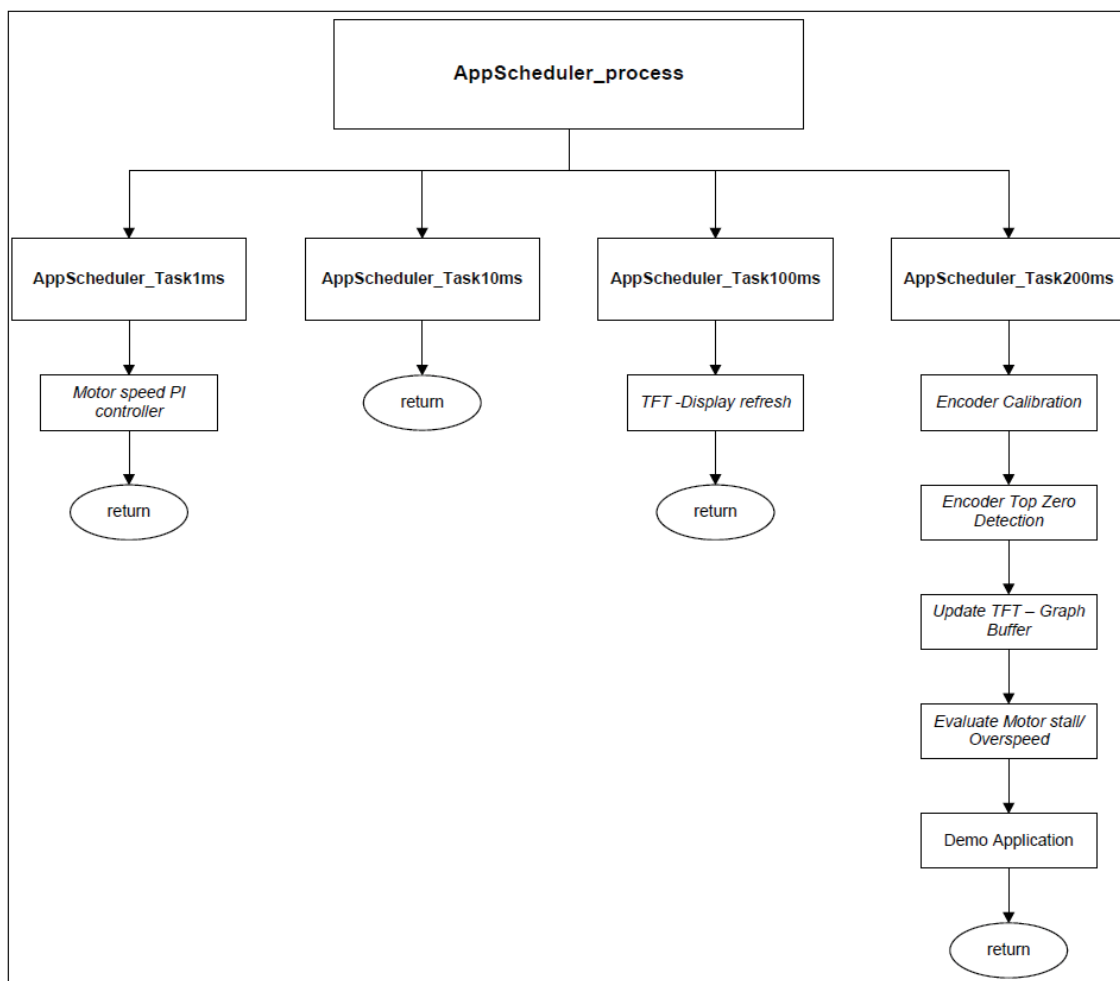 AppScheduler_process
AppScheduler_Task1ms
AppScheduler_Task10ms
AppScheduler_Task100ms
AppScheduler_Task200ms
Motor speed PI
controller
return
return
TFT -Display refresh
return
Encoder Calibration
Encoder Top Zero
Detection
Update TFT – Graph
Buffer
Evaluate Motor stall/
Overspeed
Demo Application
return